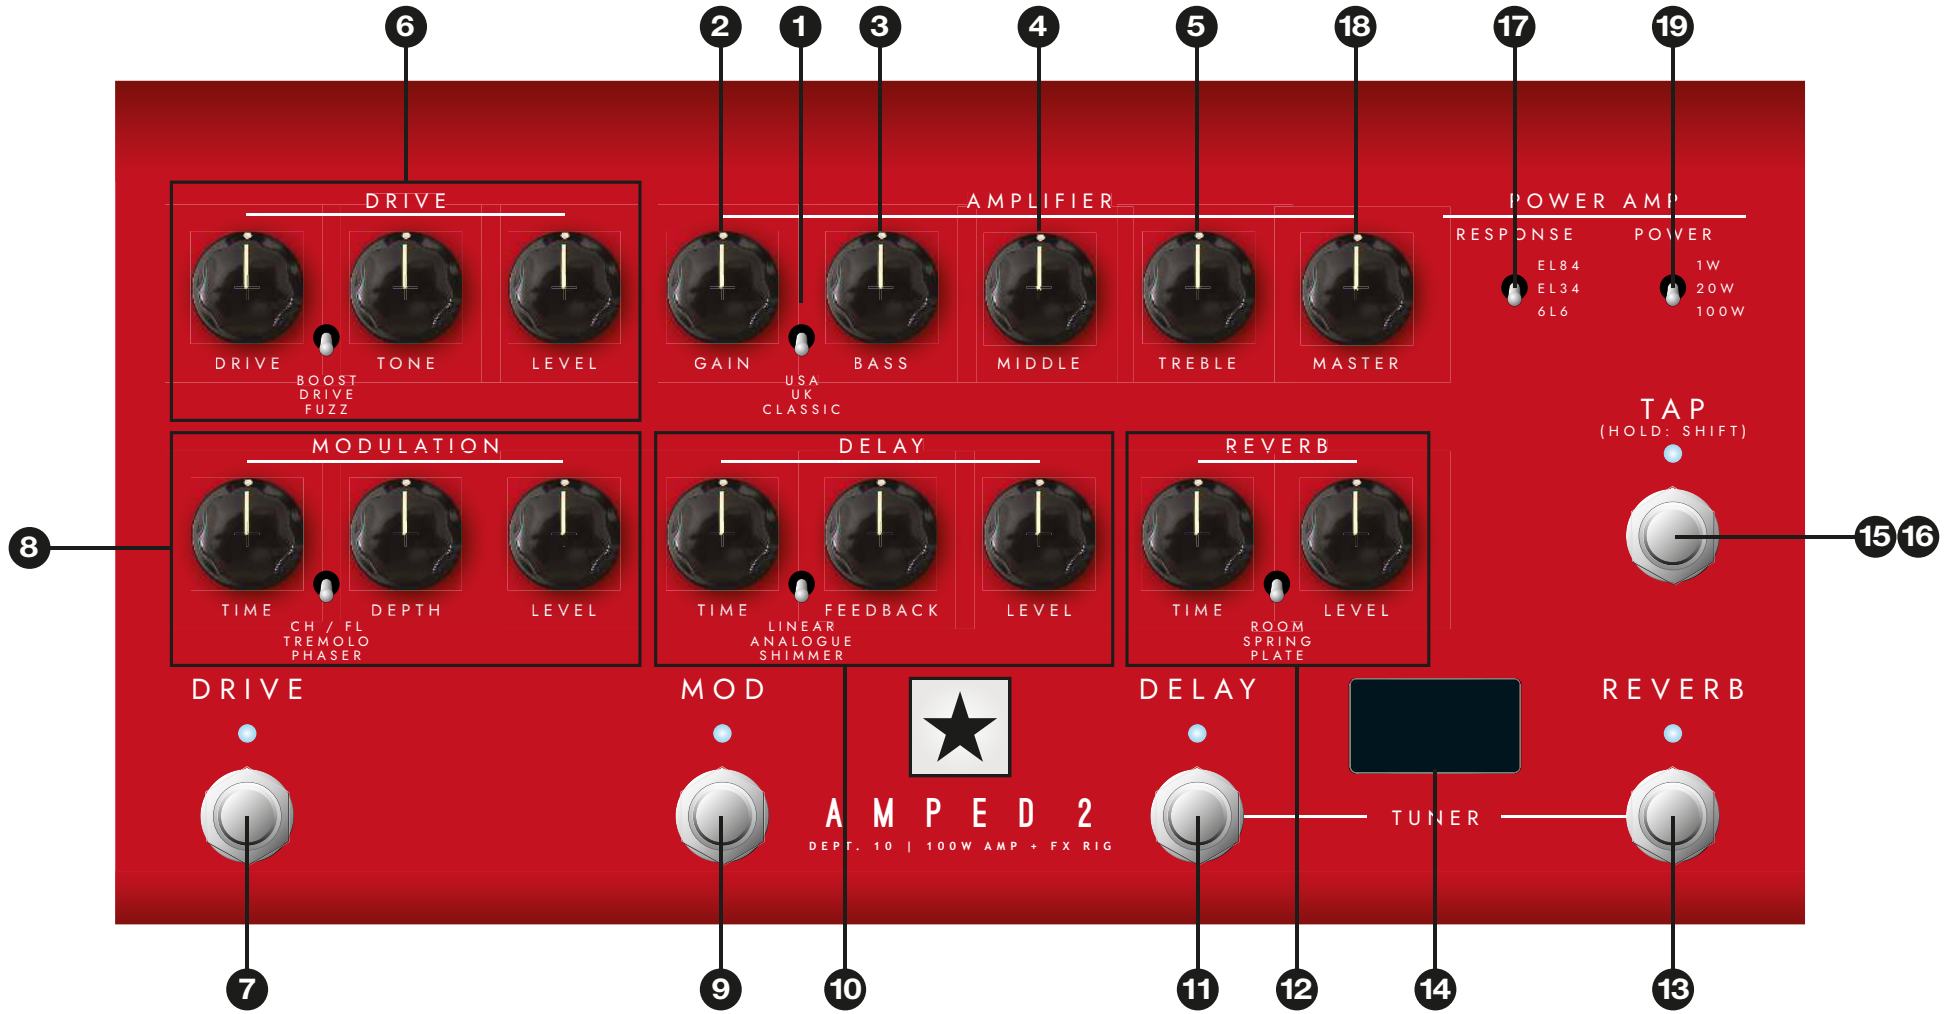 6 2 1 3 4 5 18 17 19
DRIVE AMPLIFIER POWER AMP
RESPONSE POWER
EL84 1W
EL34 20W
6L6 100W
DRIVE TONE LEVEL GAIN BASS MIDDLE TREBLE MASTER
BOOST USA
DRIVE UK
FUZZ CLASSIC
TAP
(HOLD: SHIFT)
MODULATION DELAY REVERB
8 15 16
TIME DEPTH LEVEL TIME FEEDBACK LEVEL TIME LEVEL
CH / FL LINEAR ROOM
TREMOLO ANALOGUE SPRING
PHASER SHIMMER PLATE
DRIVE MOD DELAY REVERB
AMPED 2
TUNER
DEPT. 10 | 100W AMP + FX RIG
7 9 10 11 12 14 13